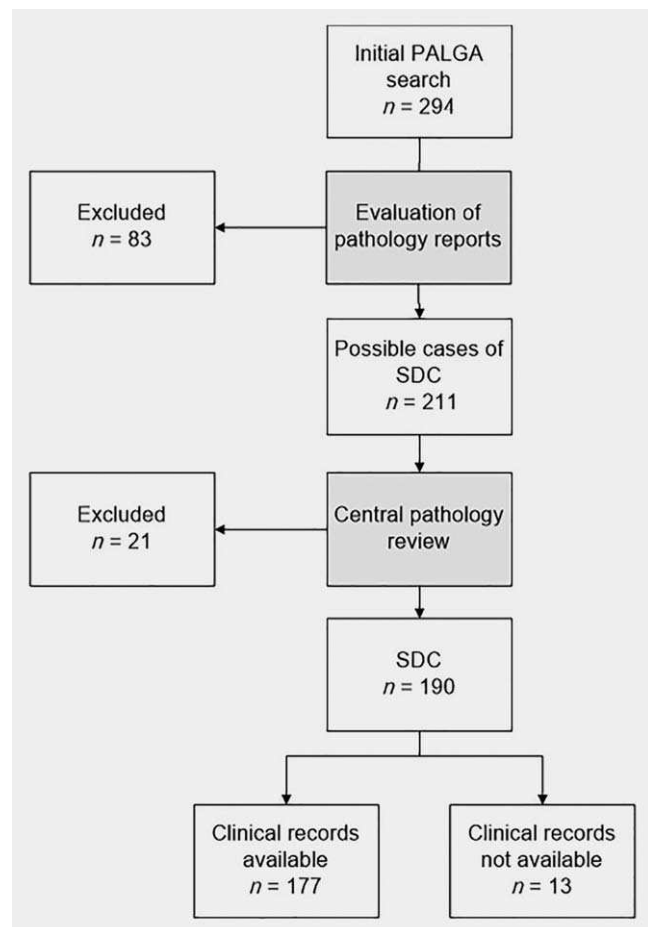 Initial PALGA
search
n = 294
Excluded
n = 83
Evaluation of
pathology reports
Possible cases of
SDC
n = 211
Excluded
n = 21
Central pathology
review
SDC
n = 190
Clinical records
available
n = 177
Clinical records
not available
n = 13